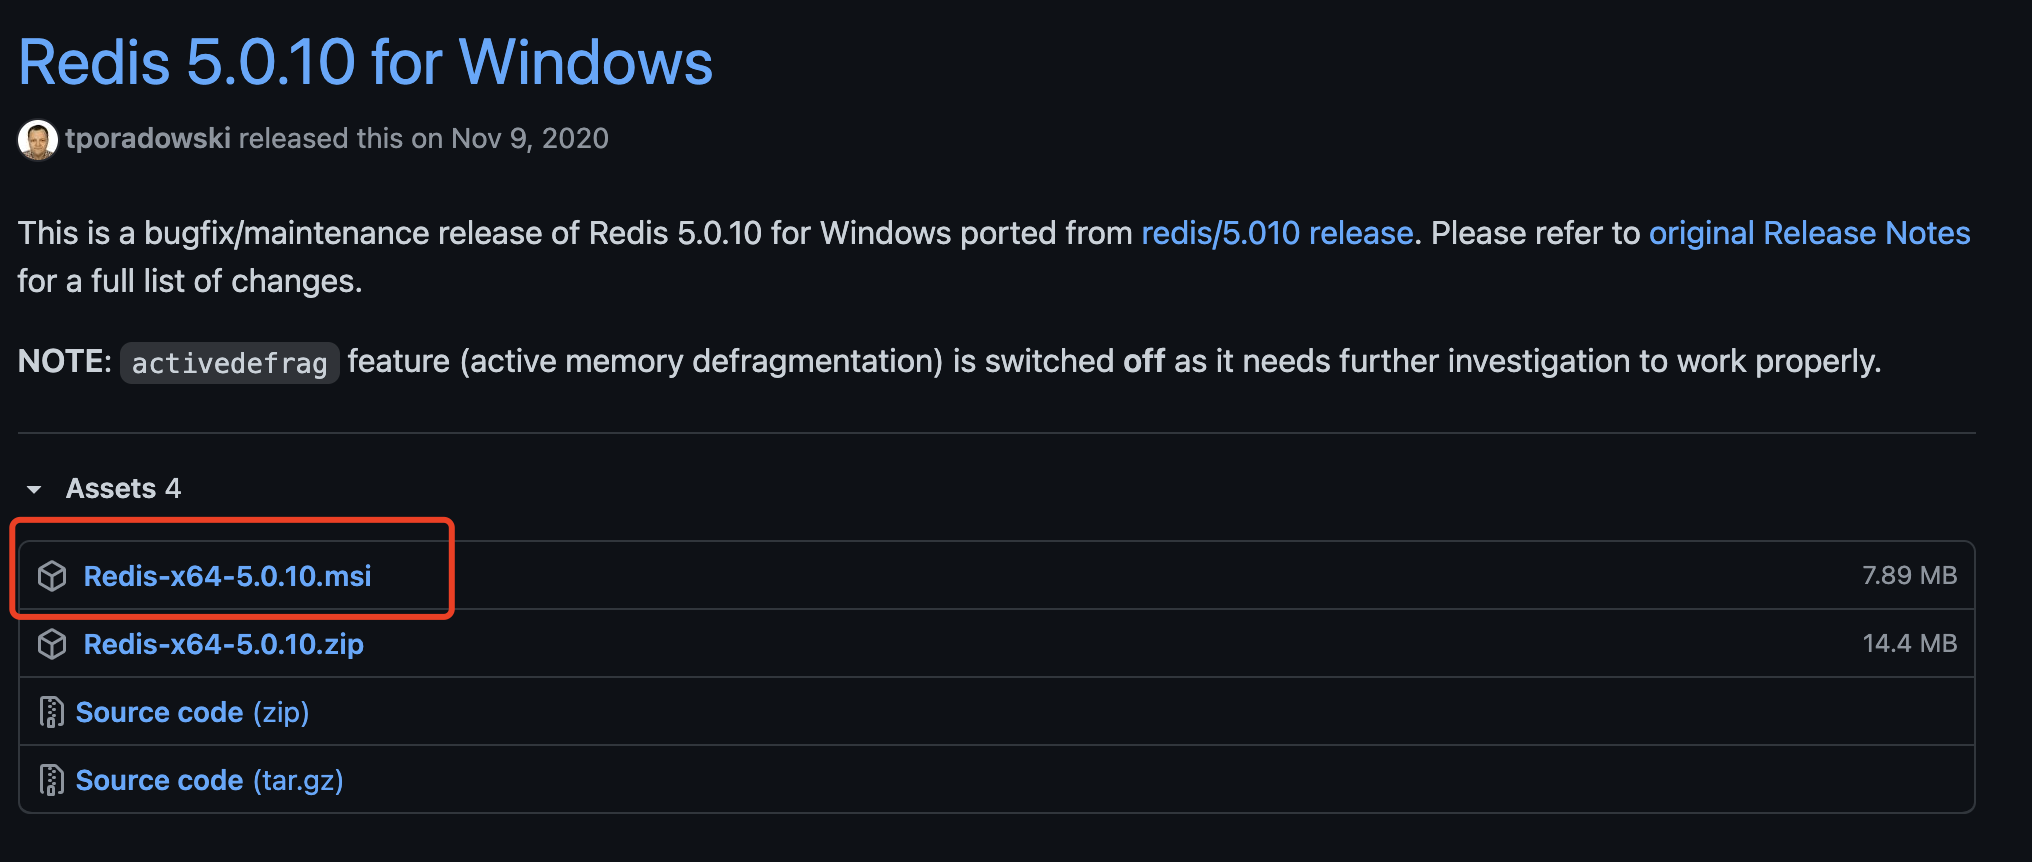 Redis 5.0.10 for Windows
tporadowski released this on Nov 9, 2020
This is a bugfix/maintenance release of Redis 5.0.10 for Windows ported from redis/5.010 release. Please refer to original Release Notes
for a full list of changes.
NOTE: activedefrag feature (active memory defragmentation) is switched off as it needs further investigation to work properly.
Assets 4
Redis-x64-5.0.10.msi 7.89 MB
Redis-x64-5.0.10.zip 14.4 MB
Source code (zip)
Source code (tar.gz)